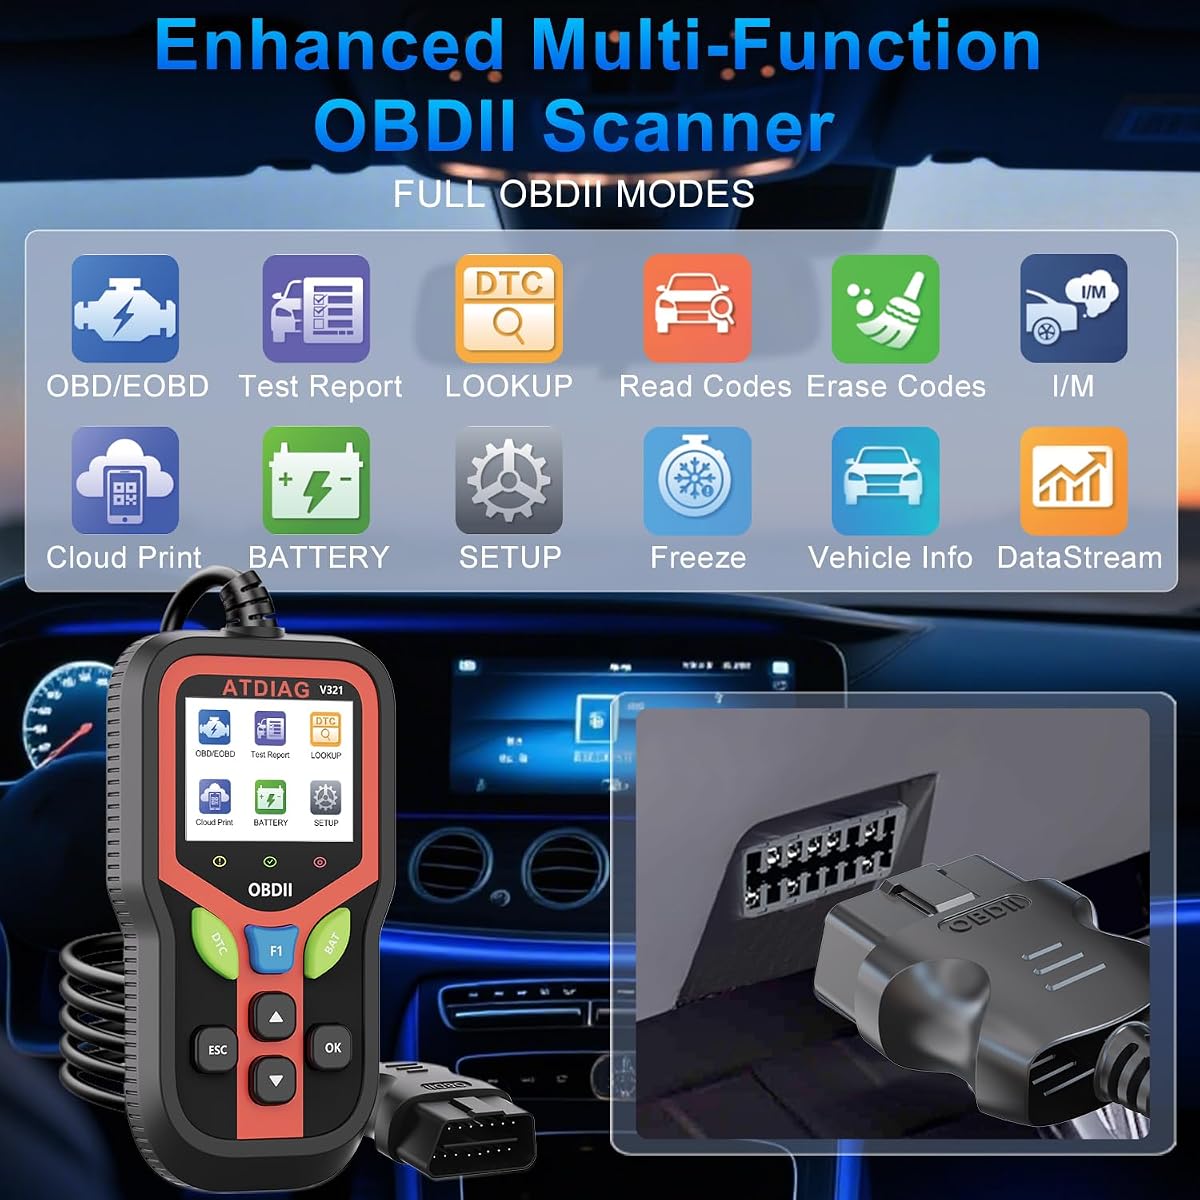 Enhanced Multi-Function
OBDII Scanner
FULL OBDII MODES
DTC
I/M
OBD/EOBD
Test Report
LOOKUP
Read Codes
Erase Codes
I/M
Cloud Print
BATTERY
SETUP
Freeze
Vehicle Info
DataStream
ATDIAG V321
DTC
OBD/EOBD
Test Report
LOOKUP
Cloud Print
BATTERY
SETUP
OBDII
DTC
F1
BAT
ESC
OK
OBDII
OBDII